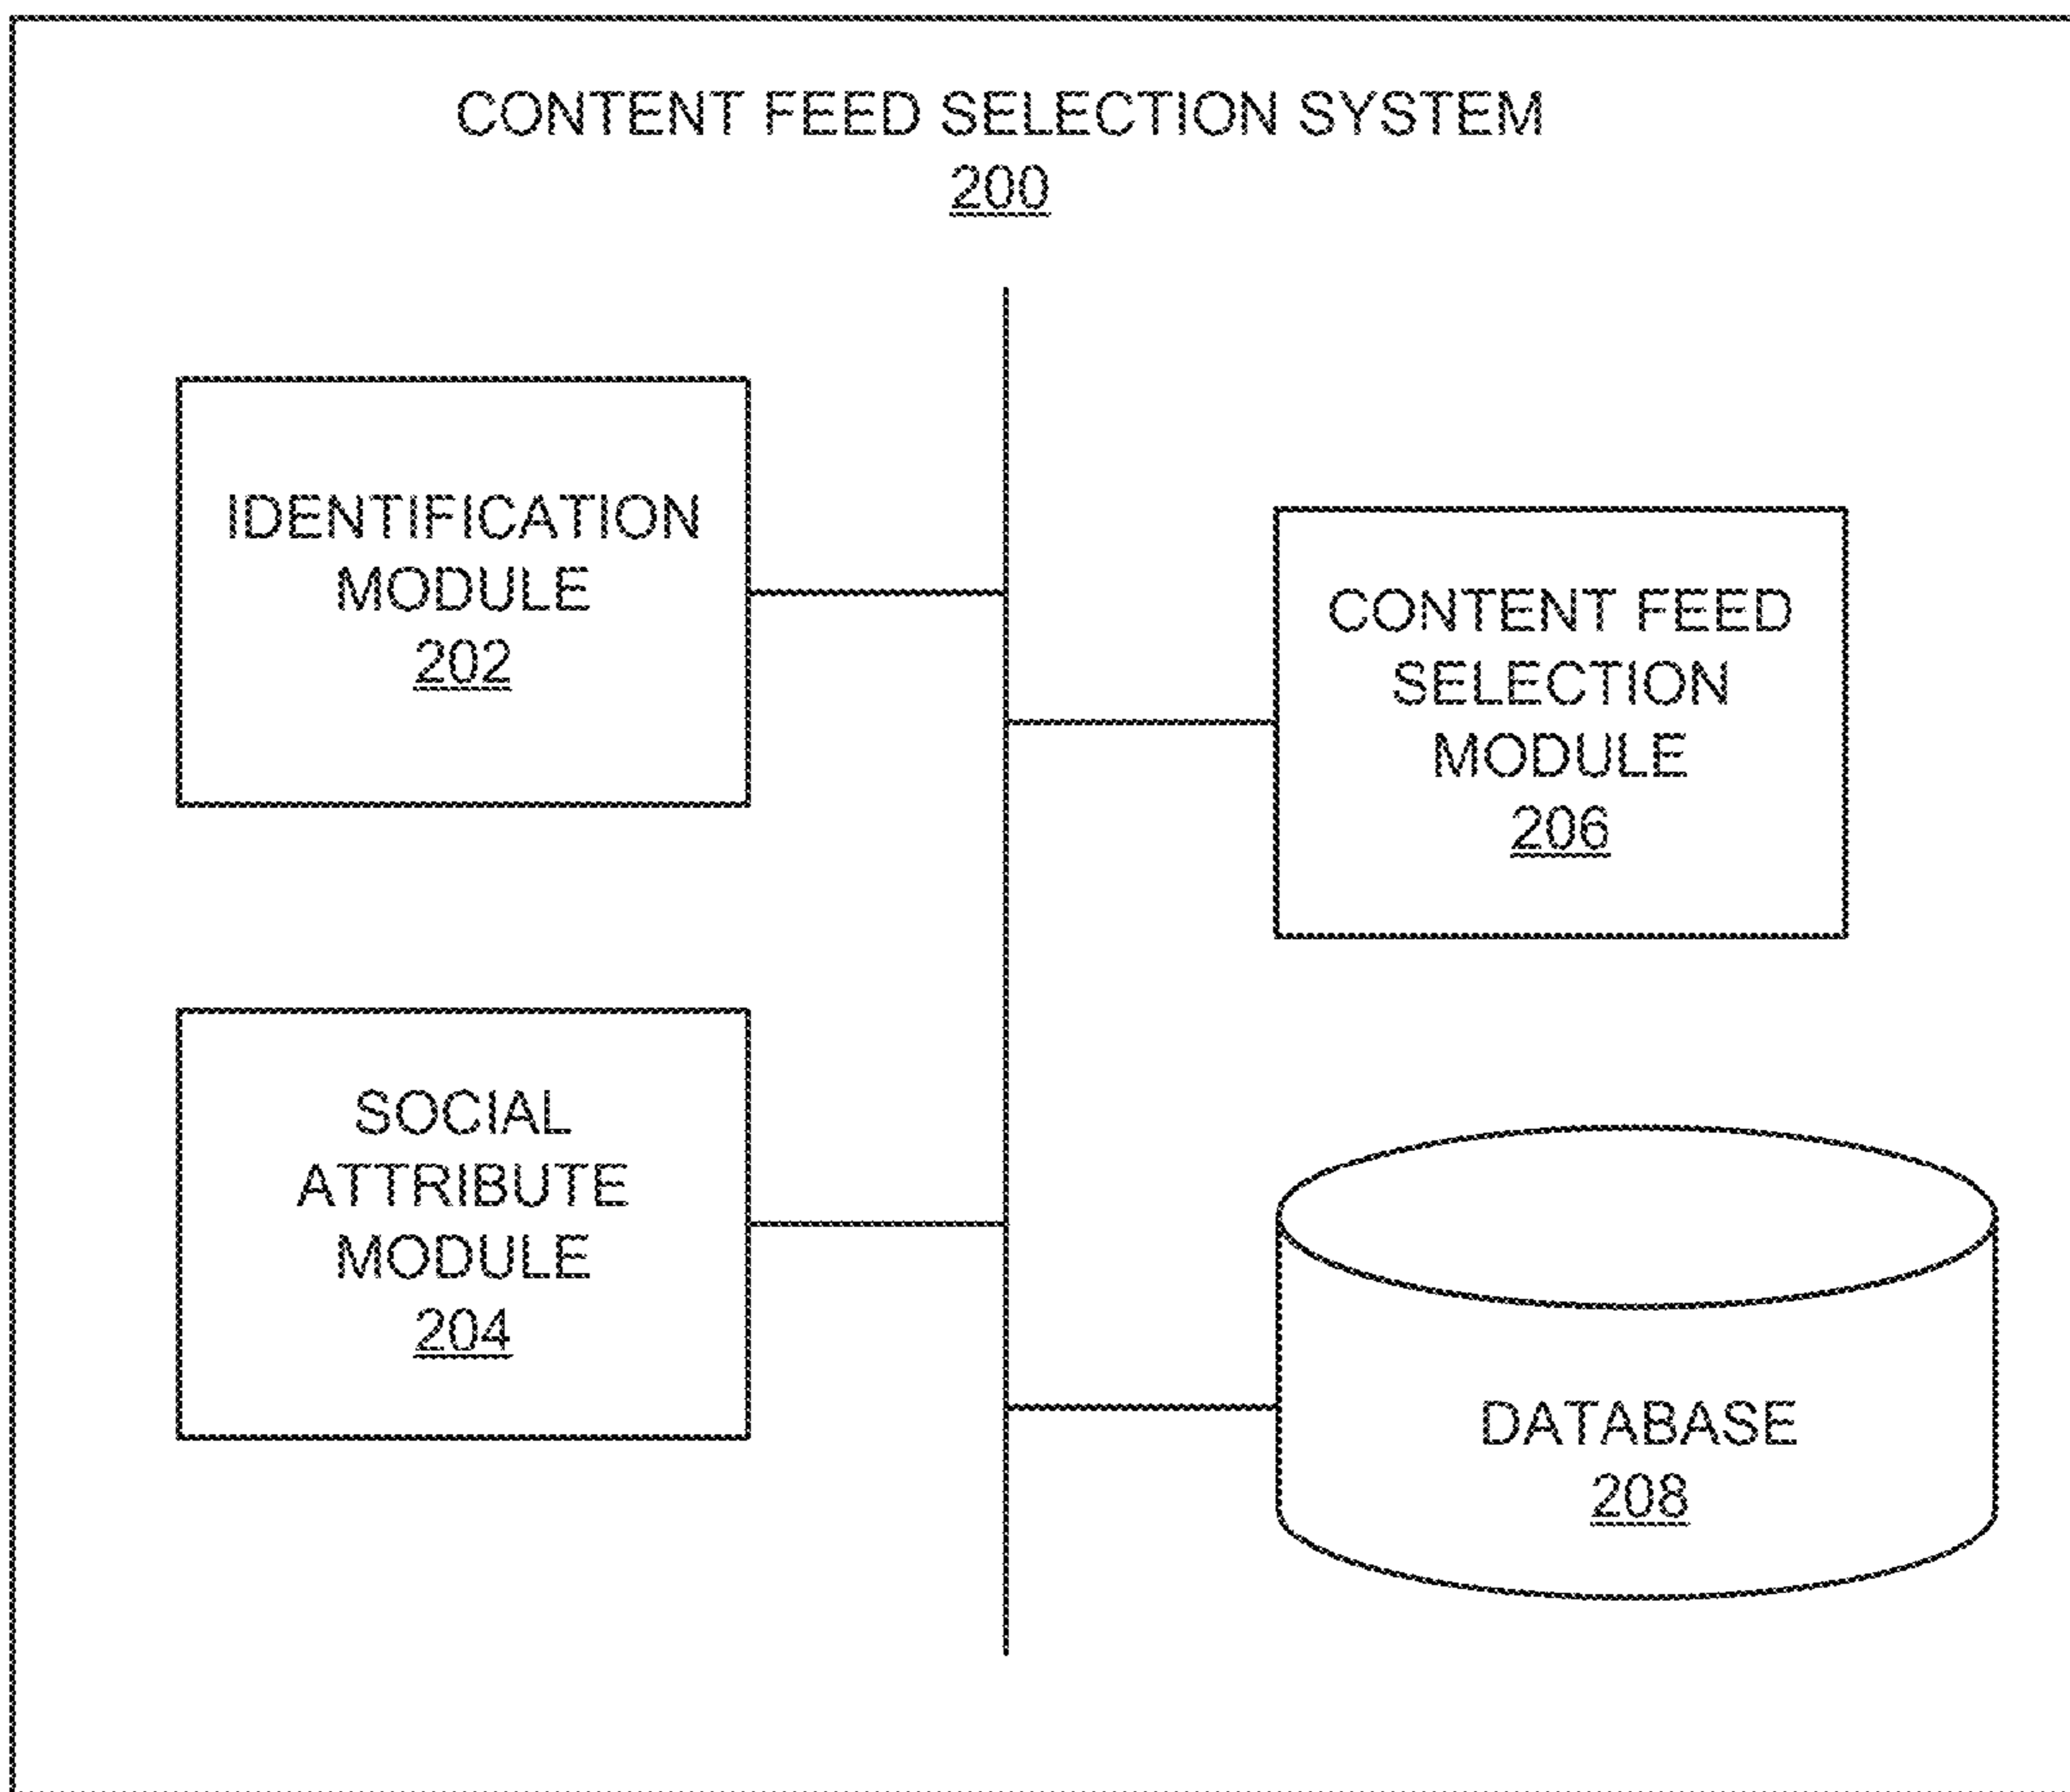 CONTENT FEED SELECTION SYSTEM
200
IDENTIFICATION
MODULE
202
CONTENT FEED
SELECTION
MODULE
206
SOCIAL
ATTRIBUTE
MODULE
204
DATABASE
208